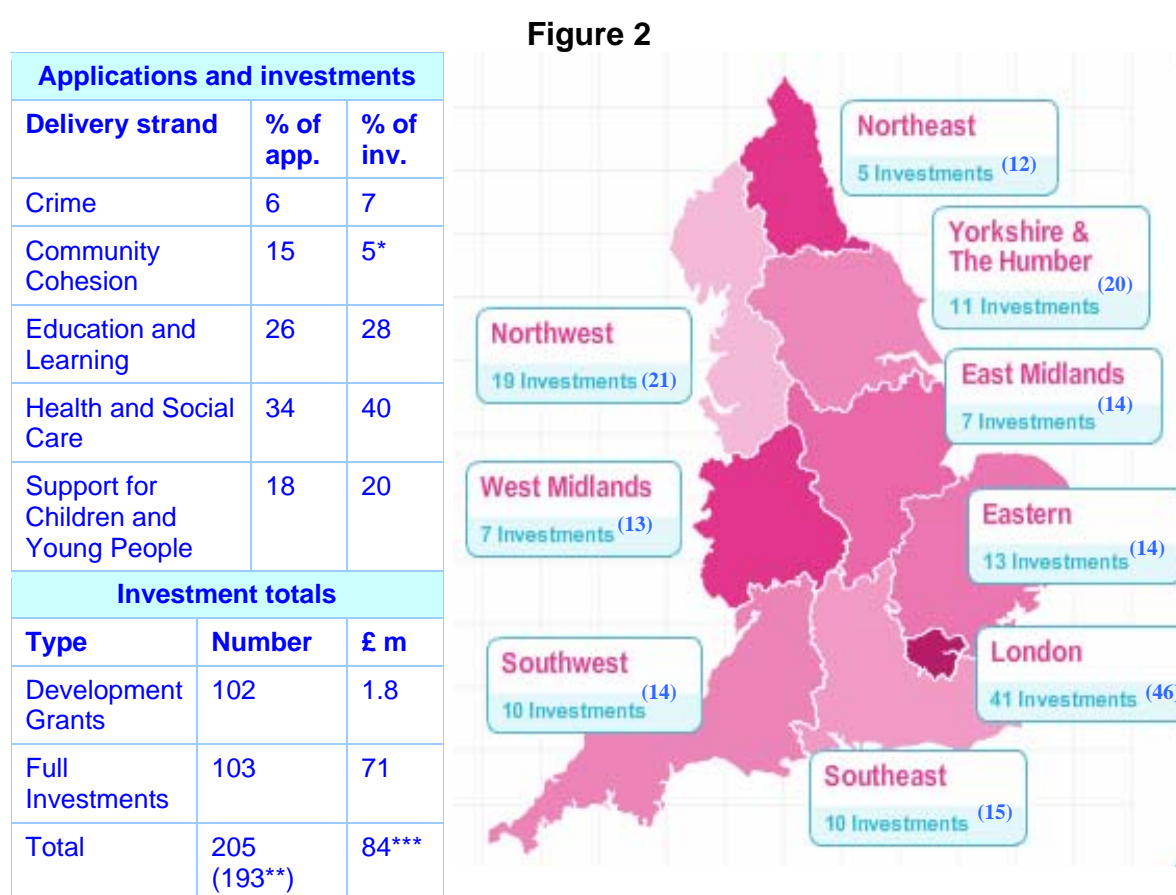 Figure 2
Applications and investments
Delivery strand % of app. % of inv.
Crime 6 7
Community Cohesion 15 5*
Education and Learning 26 28
Health and Social Care 34 40
Support for Children and Young People 18 20
Investment totals
Type Number £ m
Development Grants 102 1.8
Full Investments 103 71
Total 205 (193**) 84***
Northeast
5 Investments (12)
Yorkshire &
The Humber
(20)
11 Investments
Northwest
19 Investments (21)
East Midlands
(14)
7 Investments
West Midlands
7 Investments (13)
Eastern
13 Investments (14)
Southwest
(14)
10 Investments
London
41 Investments (46
Southeast
10 Investments (15)